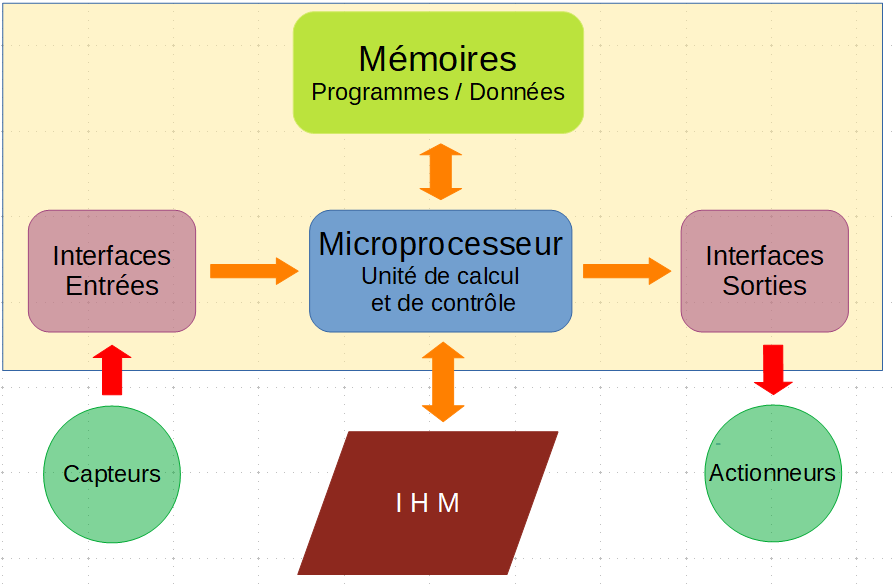 Mémoires
Programmes / Données
Interfaces
Entrées
Microprocesseur
Unité de calcul
et de contrôle
Interfaces
Sorties
Capteurs
I H M
Actionneurs